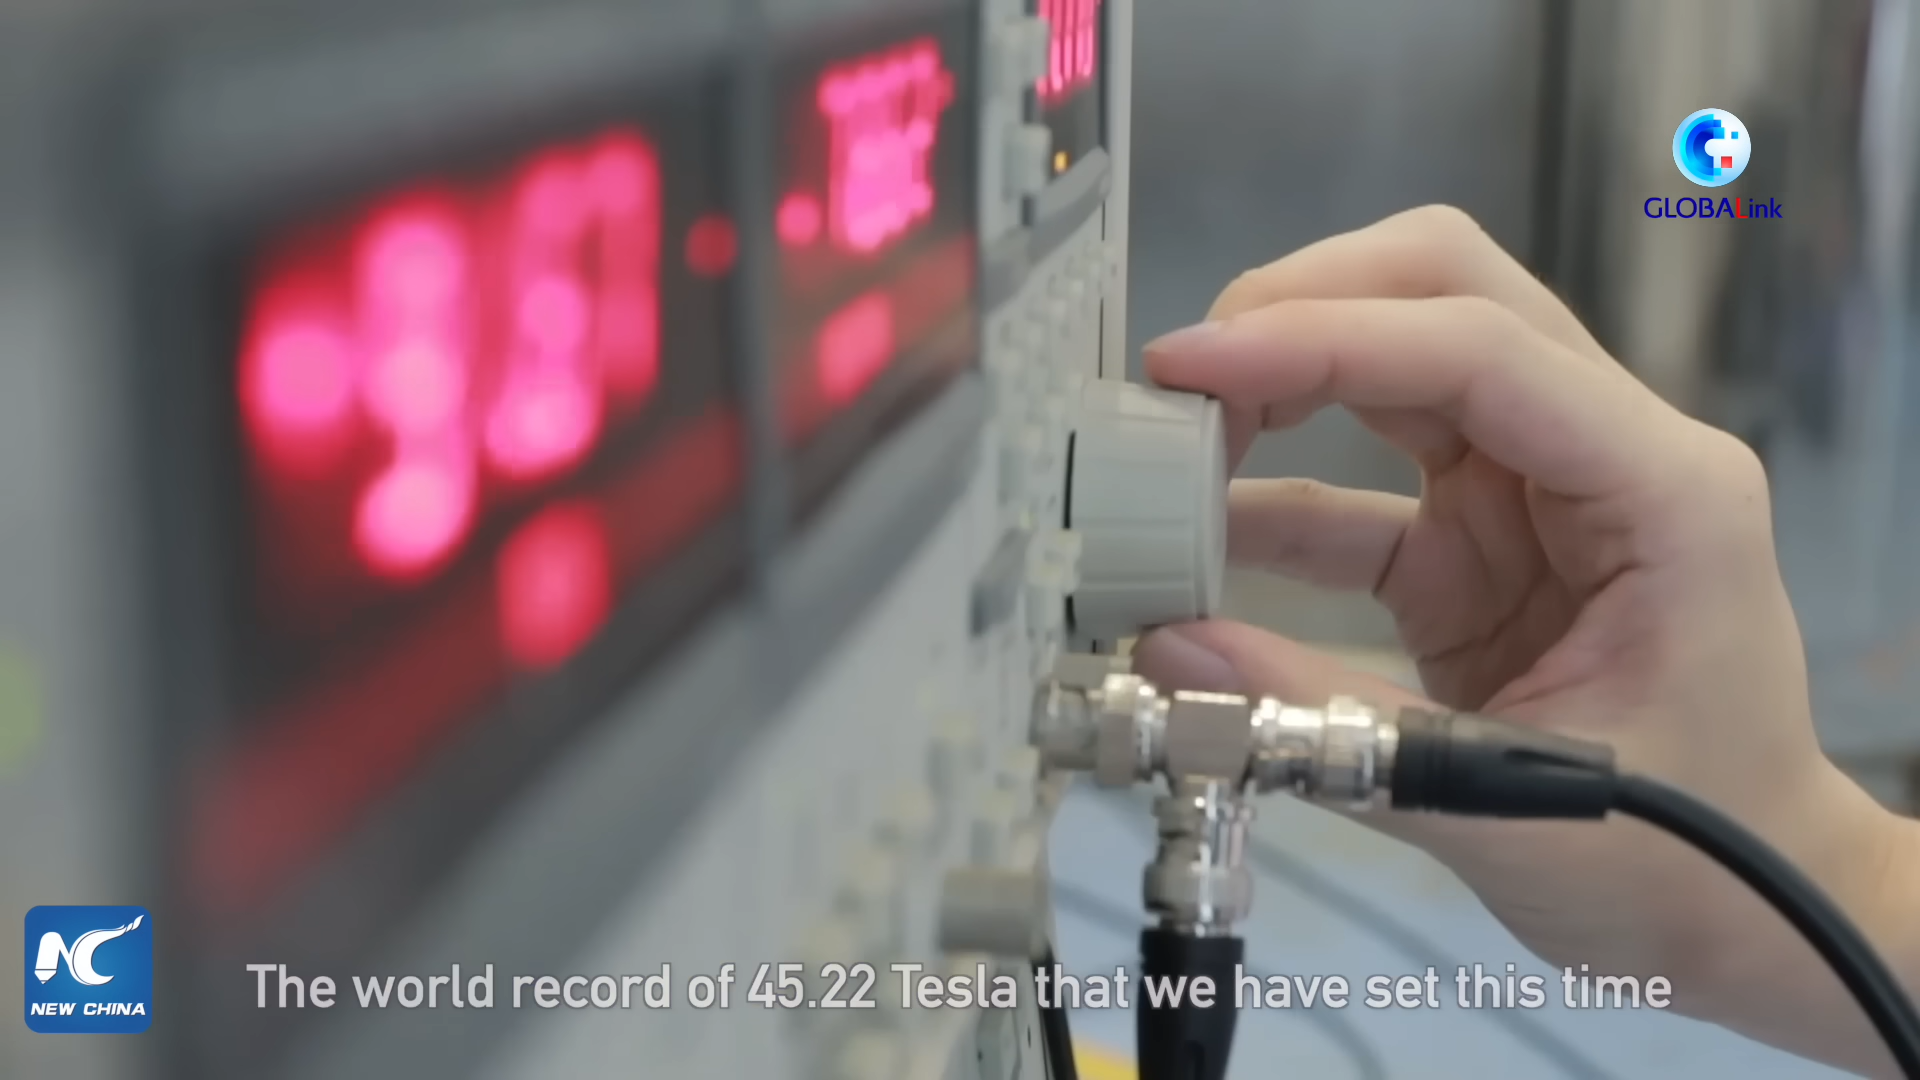 GLOBALink
The world record of 45.22 Tesla that we have set this time
NEW CHINA